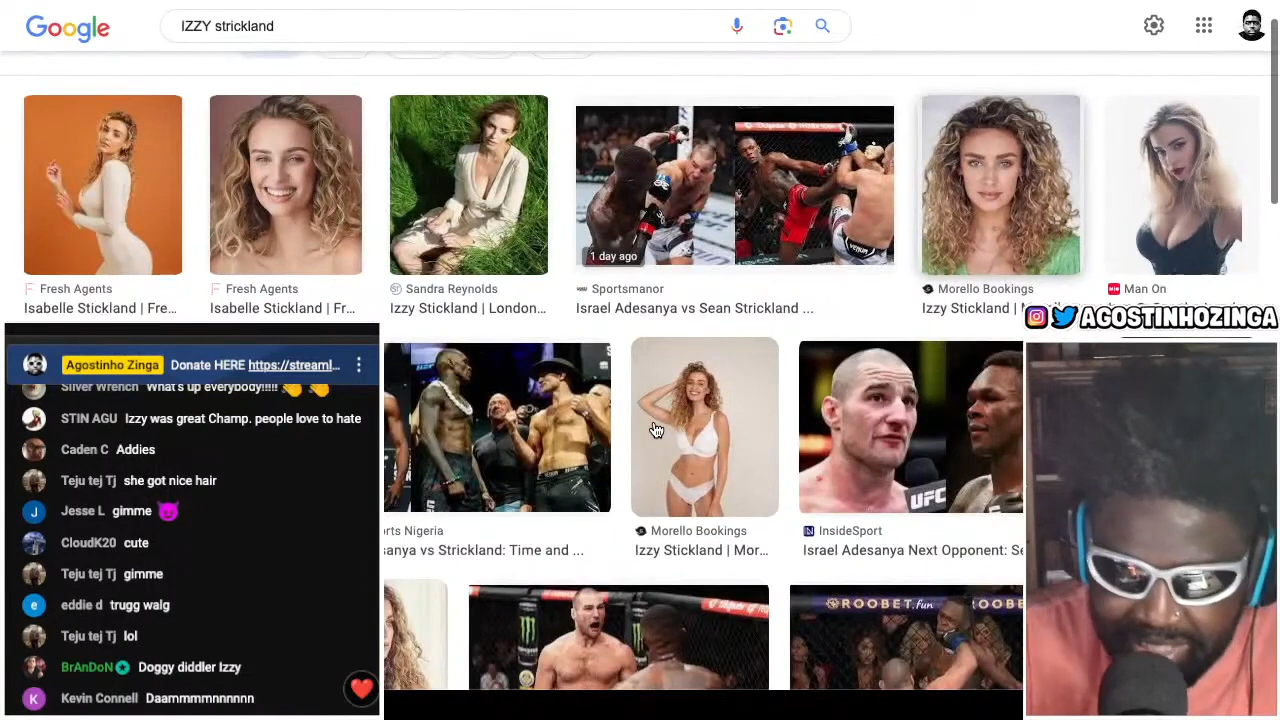 Google
IZZY strickland
1 day ago
Fresh Agents
Isabelle Stickland | Fre...
Fresh Agents
Isabelle Stickland | Fr...
Sandra Reynolds
Izzy Stickland | London...
Sportsmanor
Israel Adesanya vs Sean Strickland ...
Morello Bookings
Izzy Stickland |
Man On
AGOSTINHOZINGA
Agostinho Zinga Donate HERE https://streaml...
Silver Wrench What's up everybody!!!!!
STIN AGU Izzy was great Champ. people love to hate
Caden C Addies
Teju tej Tj she got nice hair
Jesse L gimme
CloudK20 cute
Teju tej Tj gimme
eddie d trugg walg
Teju tej Tj lol
BrAnDoN Doggy diddler Izzy
Kevin Connell Daammmmnnnnnn
UFC
rts Nigeria
sanya vs Strickland: Time and ...
Morello Bookings
Izzy Stickland | Mor...
InsideSport
Israel Adesanya Next Opponent: Se
ROOBET.fun
ROOBE
VENUM